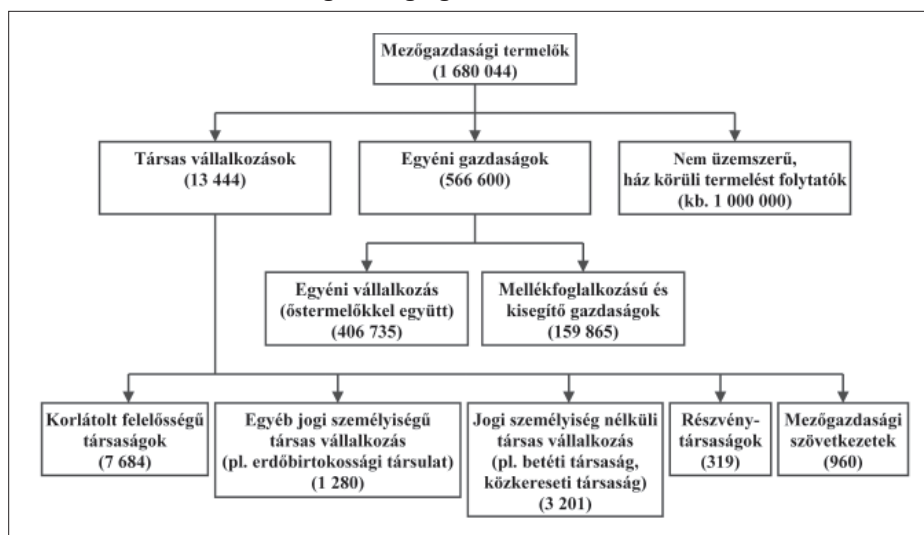 Mezőgazdasági termelők
(1 680 044)
Társas vállalkozások
(13 444)
Egyéni gazdaságok
(566 600)
Nem üzemszerű,
ház körüli termelést folytatók
(kb. 1 000 000)
Egyéni vállalkozás
(őstermelőkkel együtt)
(406 735)
Mellékfoglalkozású és
kisegítő gazdaságok
(159 865)
Korlátolt felelősségű
társaságok
(7 684)
Egyéb jogi személyiségű
társas vállalkozás
(pl. erdőbirtokossági társulat)
(1 280)
Jogi személyiség nélküli
társas vállalkozás
(pl. betéti társaság,
közkereseti társaság)
(3 201)
Részvény-
társaságok
(319)
Mezőgazdasági
szövetkezetek
(960)